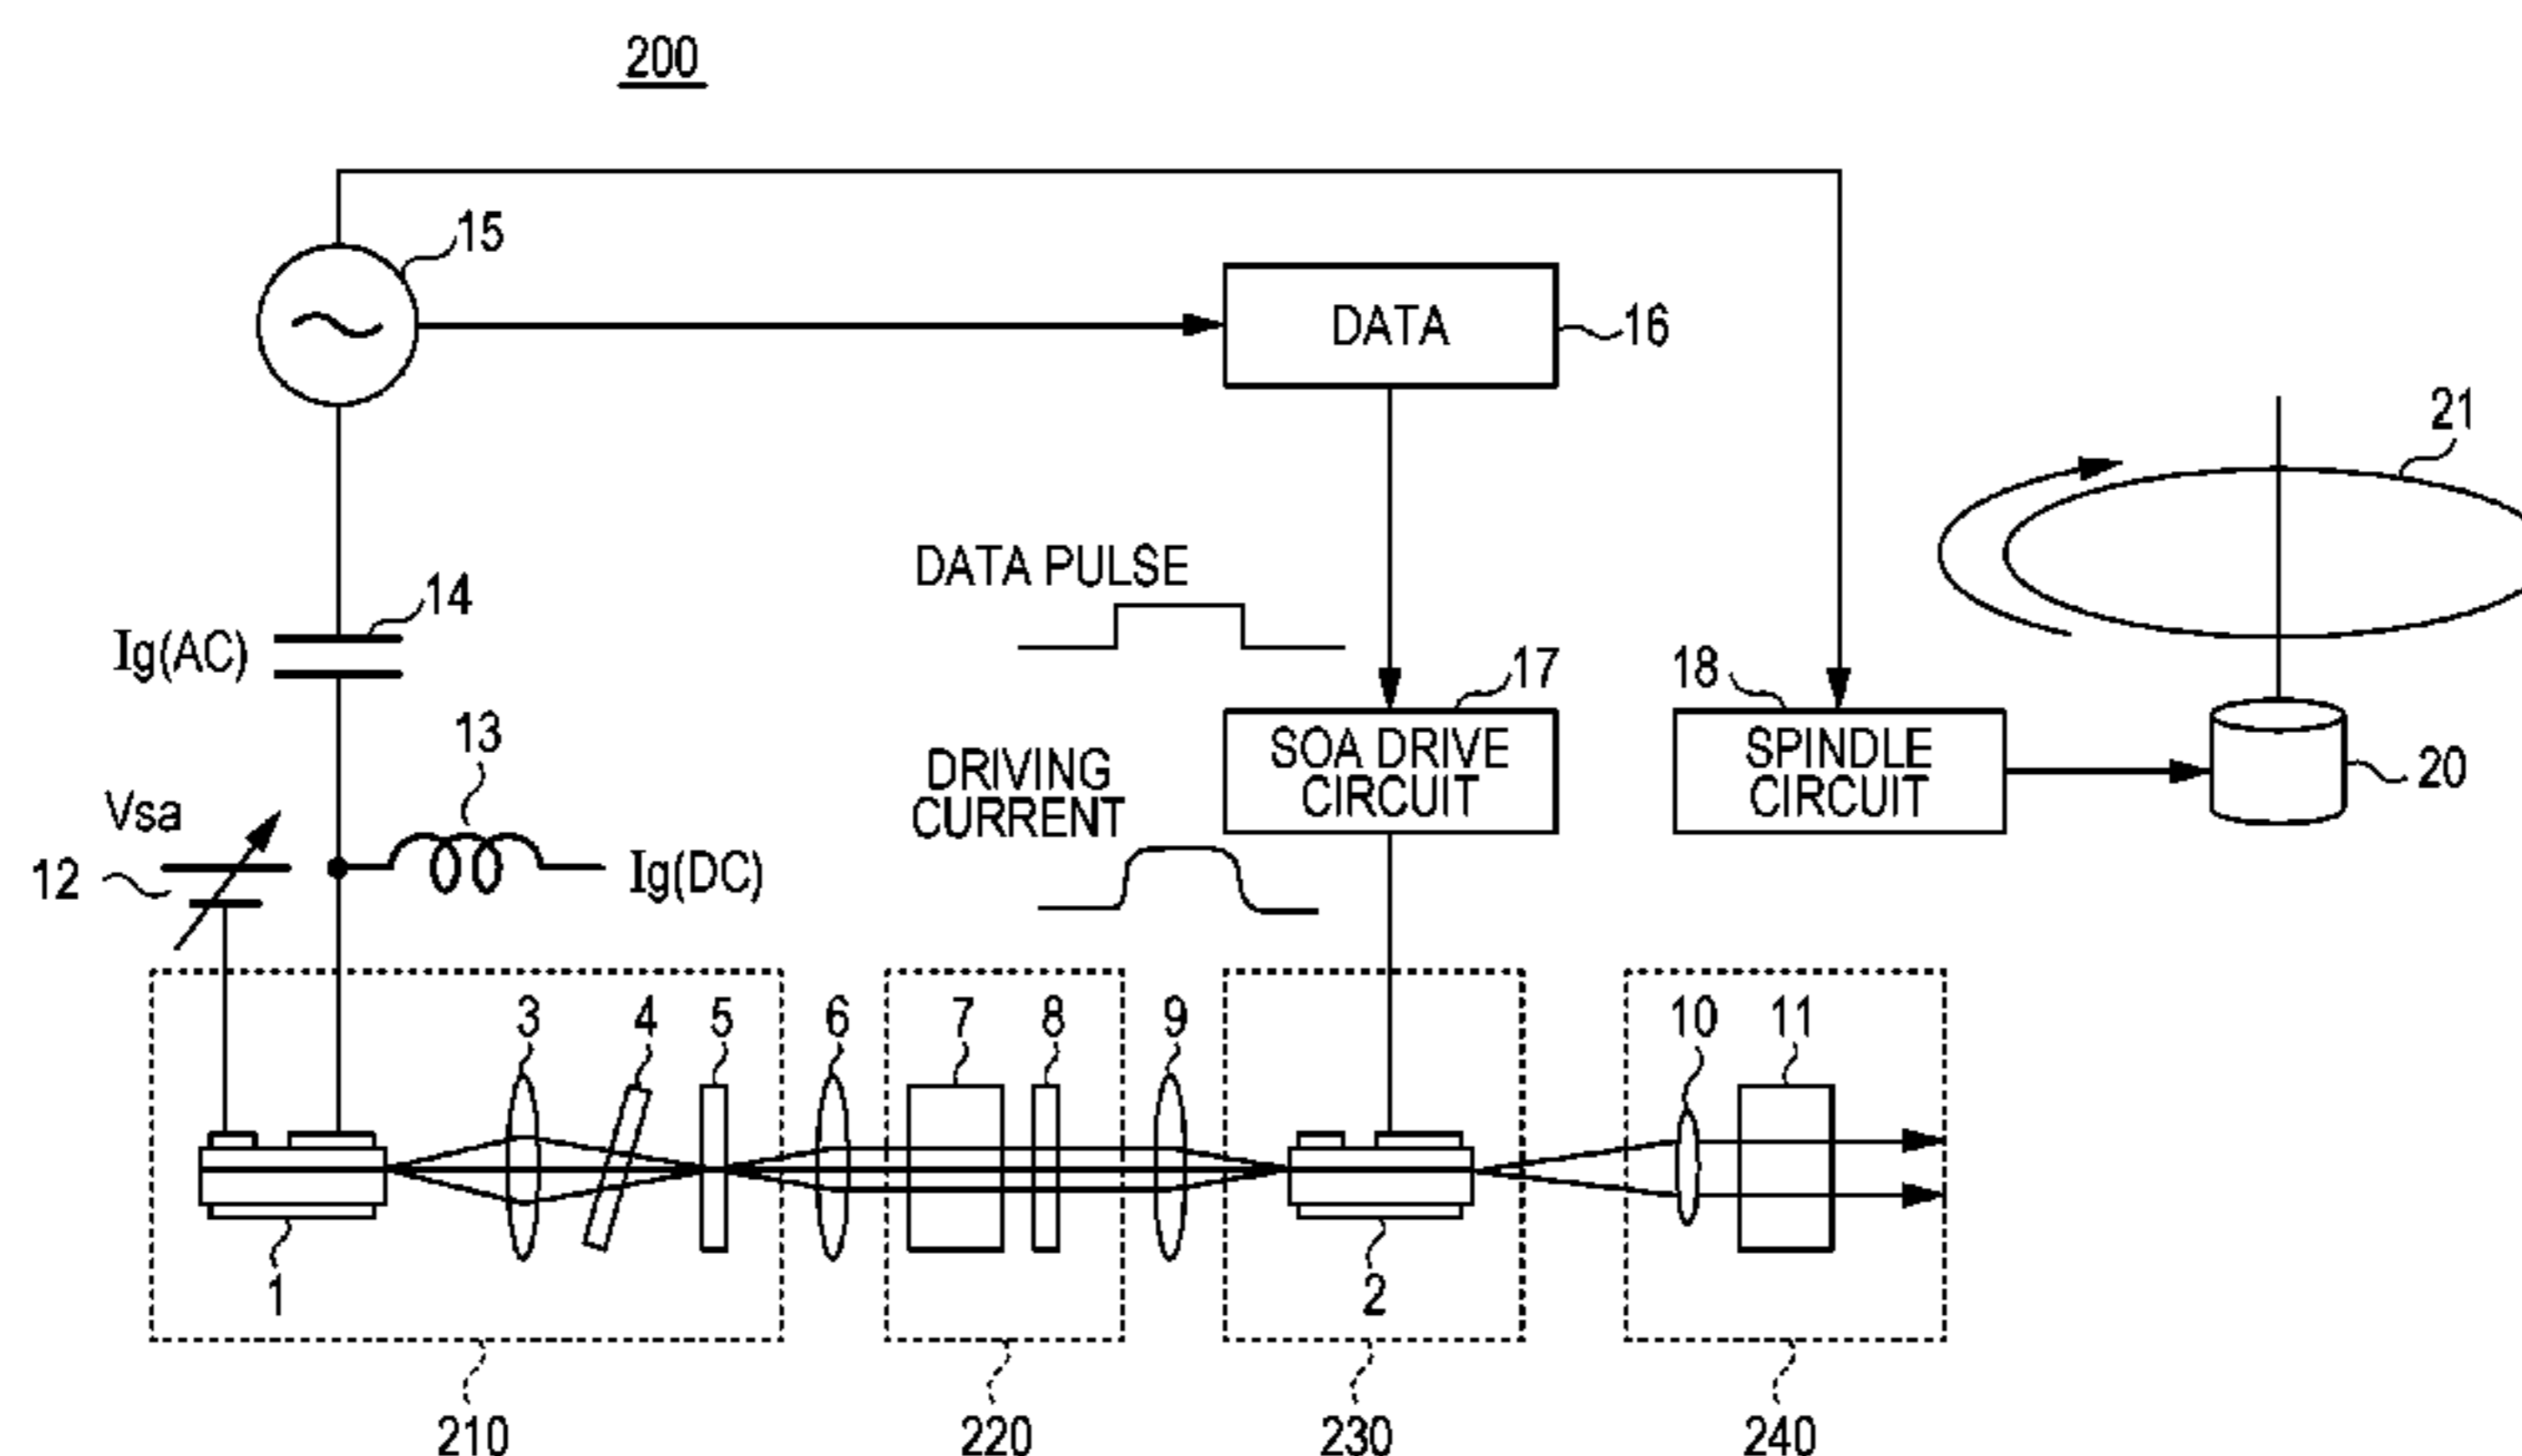 200
15
DATA
16
21
DATA PULSE
14
Ig(AC)
17
18
13
DRIVING
CURRENT
SOA DRIVE
CIRCUIT
SPINDLE
CIRCUIT
20
Vsa
12
Ig(DC)
3
4
5
6
7
8
9
10
11
1
2
210
220
230
240